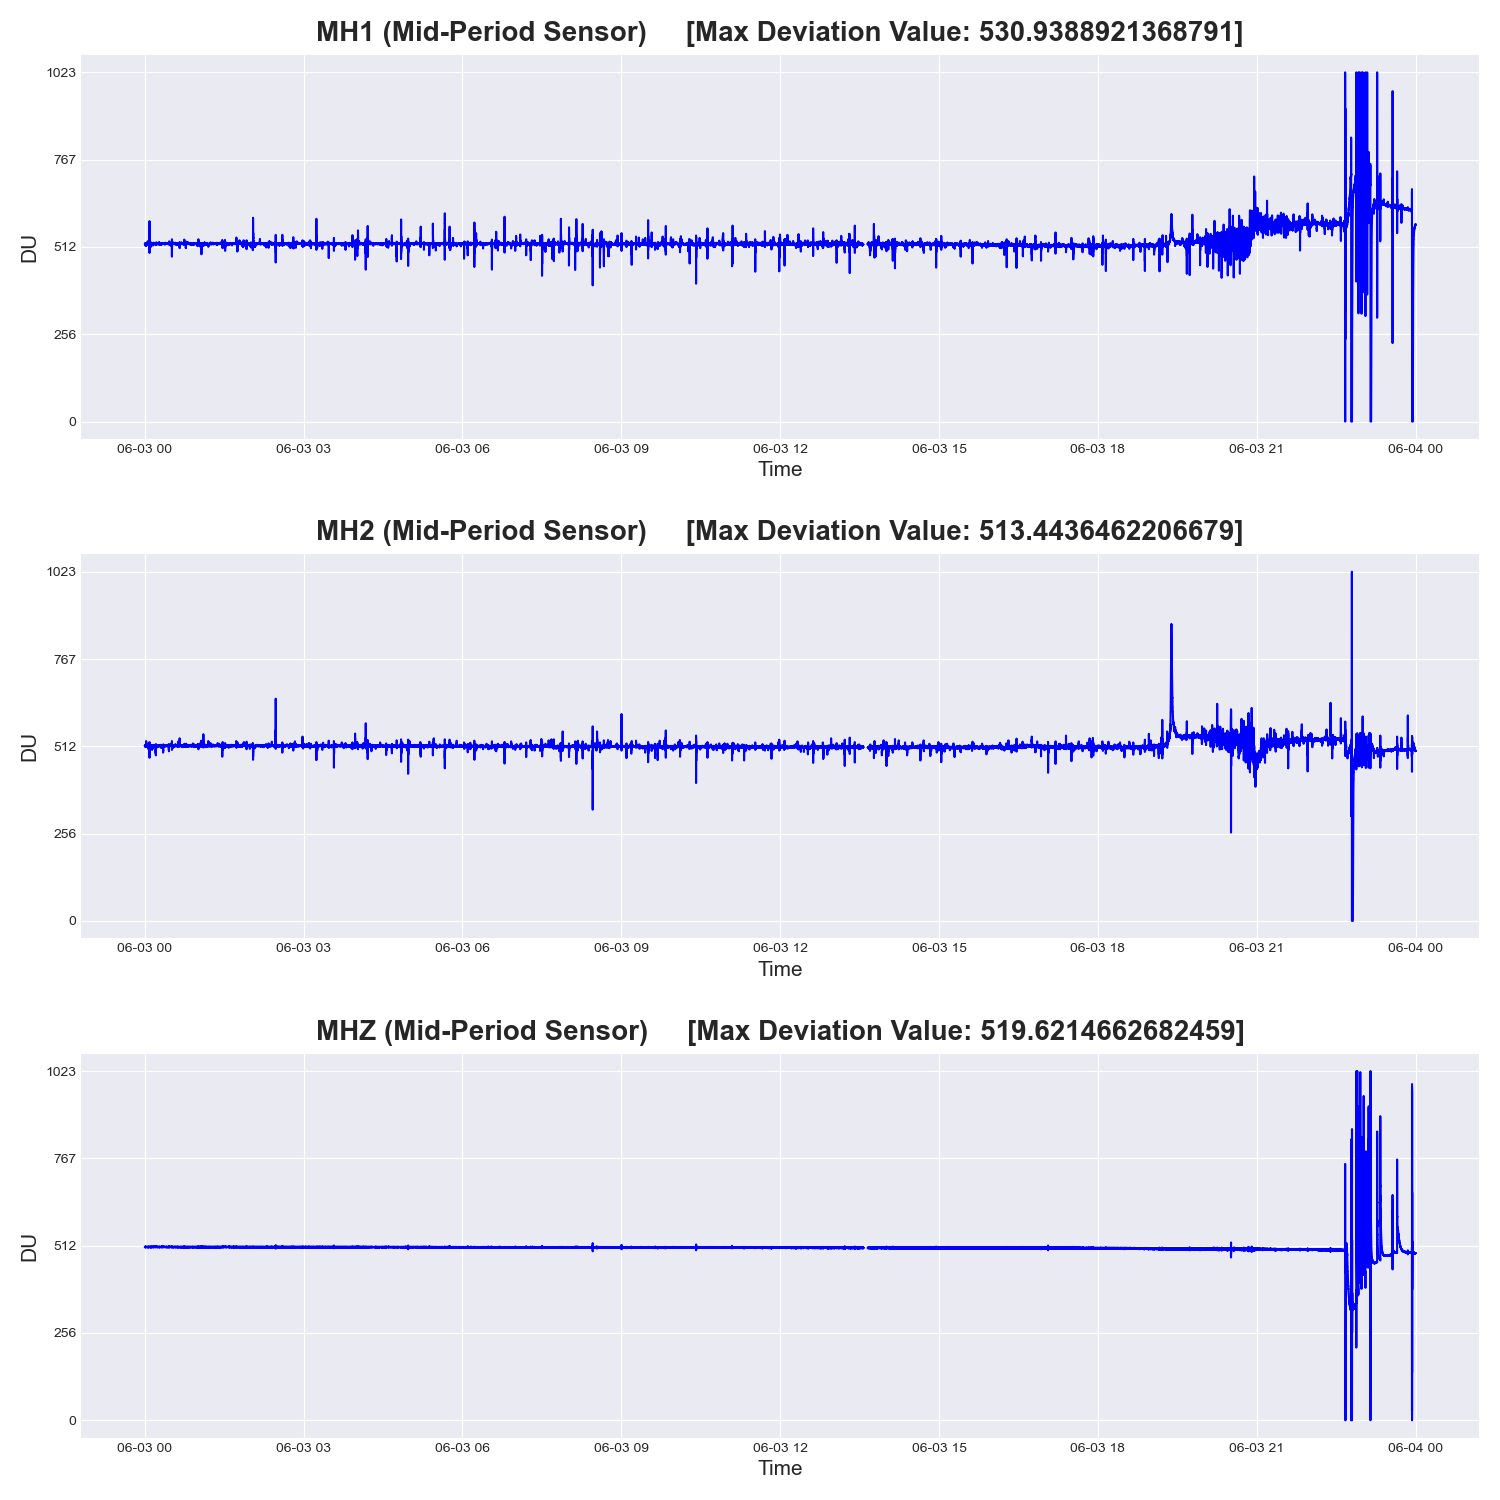 MH1 (Mid-Period Sensor) [Max Deviation Value: 530.9388921368791]
1023
767
512
256
0
DU
06-03 00 06-03 03 06-03 06 06-03 09 06-03 12 06-03 15 06-03 18 06-03 21 06-04 00
Time
MH2 (Mid-Period Sensor) [Max Deviation Value: 513.4436462206679]
1023
767
512
256
0
DU
06-03 00 06-03 03 06-03 06 06-03 09 06-03 12 06-03 15 06-03 18 06-03 21 06-04 00
Time
MHZ (Mid-Period Sensor) [Max Deviation Value: 519.6214662682459]
1023
767
512
256
0
DU
06-03 00 06-03 03 06-03 06 06-03 09 06-03 12 06-03 15 06-03 18 06-03 21 06-04 00
Time